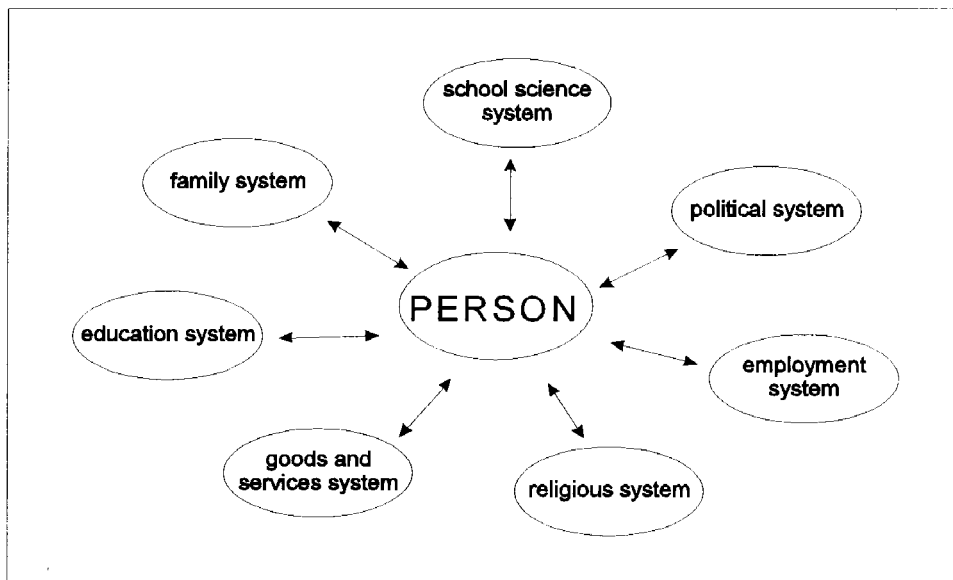 school science
system
family system
political system
PERSON
education system
employment
system
goods and
services system
religious system